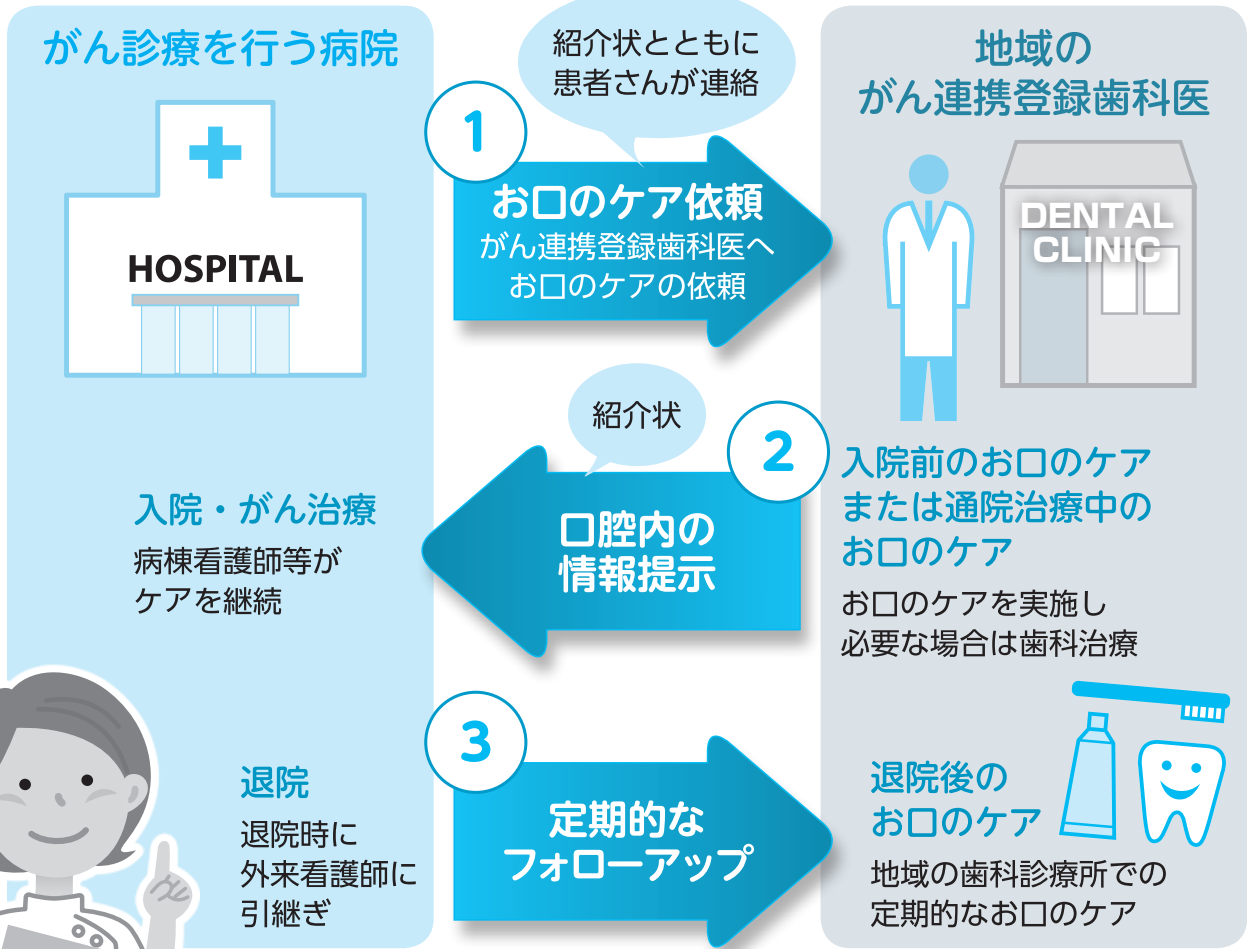 がん診療を行う病院
HOSPITAL
紹介状とともに
患者さんが連絡
1
お口のケア依頼
がん連携登録歯科医へ
お口のケアの依頼
地域の
がん連携登録歯科医
DENTAL
CLINIC
紹介状
2
口腔内の
情報提示
入院前のお口のケア
または通院治療中の
お口のケア
お口のケアを実施し
必要な場合は歯科治療
入院・がん治療
病棟看護師等が
ケアを継続
3
定期的な
フォローアップ
退院
退院時に
外来看護師に
引継ぎ
退院後の
お口のケア
地域の歯科診療所での
定期的なお口のケア